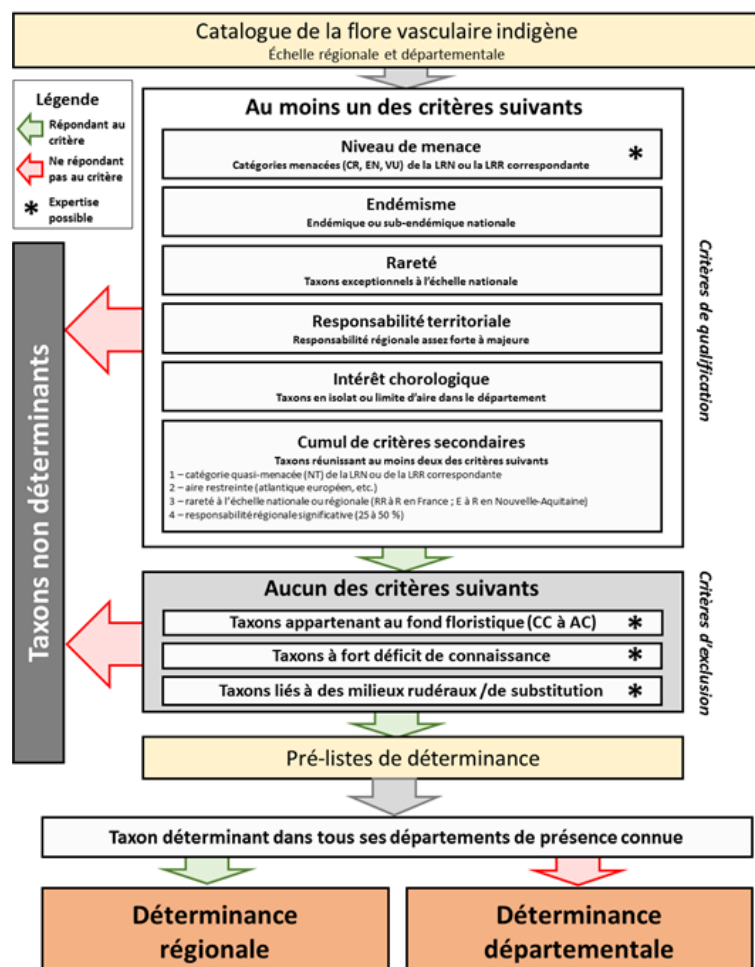 Catalogue de la flore vasculaire indigène
Échelle régionale et départementale
Légende
Répondant au
critère
Ne répondant
pas au critère
* Expertise
possible
Au moins un des critères suivants
Niveau de menace *
Catégories menacées (CR, EN, VU) de la LRN ou la LRR correspondante
Endémisme
Endémique ou sub-endémique nationale
Rareté
Taxons exceptionnels à l'échelle nationale
Responsabilité territoriale
Responsabilité régionale assez forte à majeure
Intérêt chorologique
Taxons en isolat ou limite d'aire dans le département
Cumul de critères secondaires
Taxons réunissant au moins deux des critères suivants
1 – catégorie quasi-menacée (NT) de la LRN ou de la LRR correspondante
2 – aire restreinte (atlantique européen, etc.)
3 – rareté à l'échelle nationale ou régionale (RR à R en France ; E à R en Nouvelle-Aquitaine)
4 – responsabilité régionale significative (25 à 50 %)
Critères de qualification
Taxons non déterminants
Aucun des critères suivants
Taxons appartenant au fond floristique (CC à AC) *
Taxons à fort déficit de connaissance *
Taxons liés à des milieux rudéraux /de substitution *
Critères d'exclusion
Pré-listes de déterminance
Taxon déterminant dans tous ses départements de présence connue
Déterminance
régionale
Déterminance
départementale